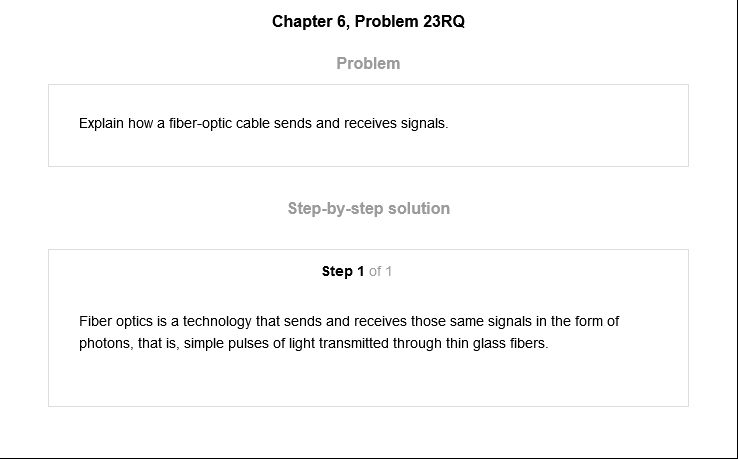 Chapter 6, Problem 23RQ
Problem
Explain how a fiber-optic cable sends and receives signals.
Step-by-step solution
Step 1 of 1
Fiber optics is a technology that sends and receives those same signals in the form of
photons, that is, simple pulses of light transmitted through thin glass fibers.